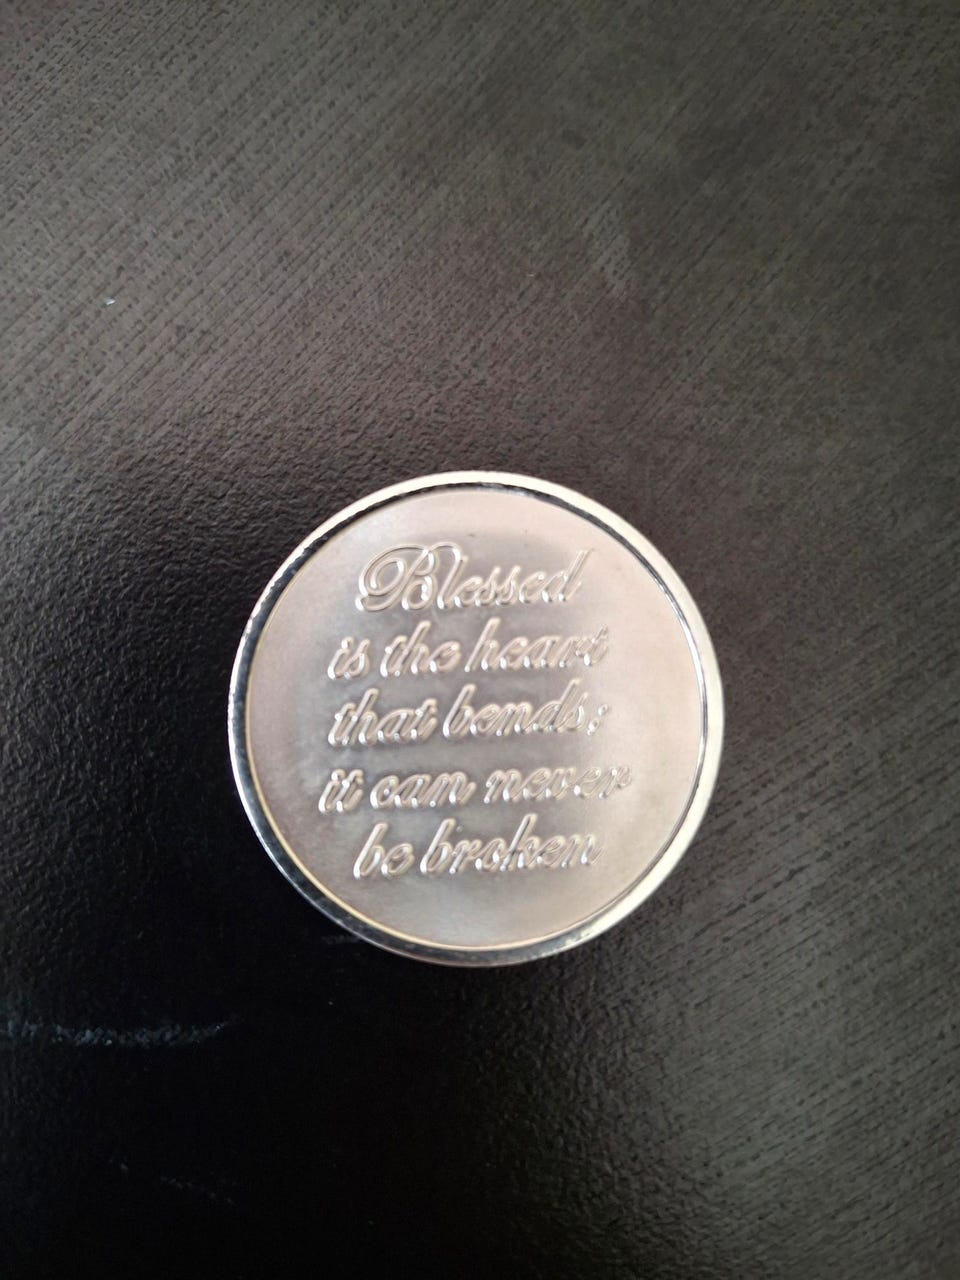 Blessed
is the heart
that bends;
it can never
be broken